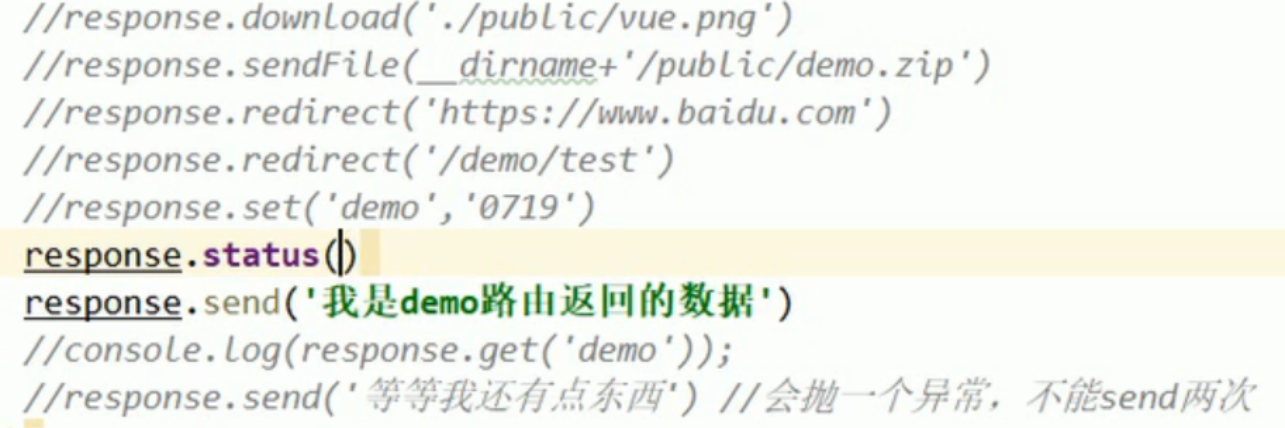 //response.download('./public/vue.png')
//response.sendFile(__dirname+'/public/demo.zip')
//response.redirect('https://www.baidu.com')
//response.redirect('/demo/test')
//response.set('demo','0719')
response.status()
response.send('我是demo路由返回的数据')
//console.log(response.get('demo'));
//response.send('等等我还有点东西') //会抛一个异常，不能send两次